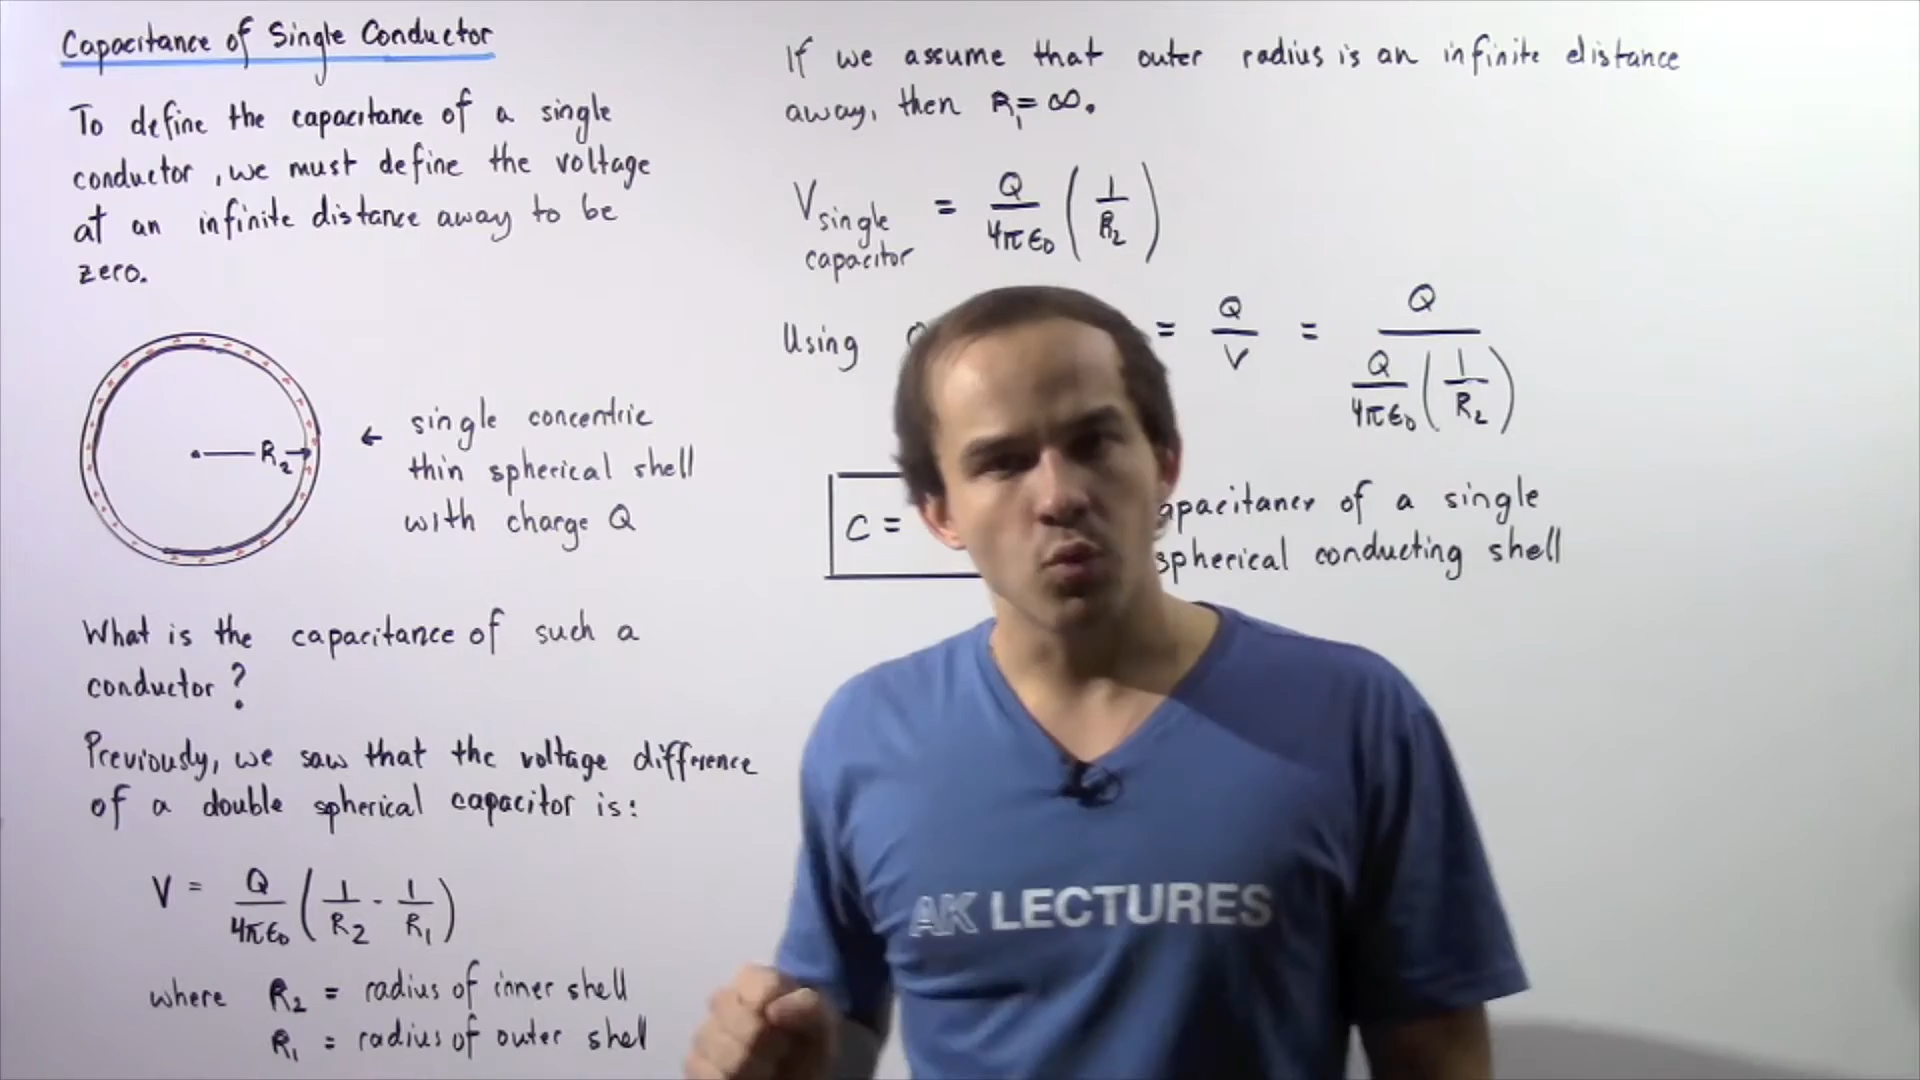 Capacitance of Single Conductor
To define the capacitance of a single
conductor, we must define the voltage
at an infinite distance away to be
zero.
R₂
← single concentric
thin spherical shell
with charge Q
What is the capacitance of such a
conductor?
Previously, we saw that the voltage difference
of a double spherical capacitor is:
V = Q/4πε₀ (1/R₂ - 1/R₁)
where R₂ = radius of inner shell
R₁ = radius of outer shell
If we assume that outer radius is an infinite distance
away, then R₁ = ∞.
V single capacitor = Q/4πε₀ (1/R₂)
Using = Q/V = Q/(Q/4πε₀ (1/R₂))
C =
apacitance of a single
spherical conducting shell
AK LECTURES